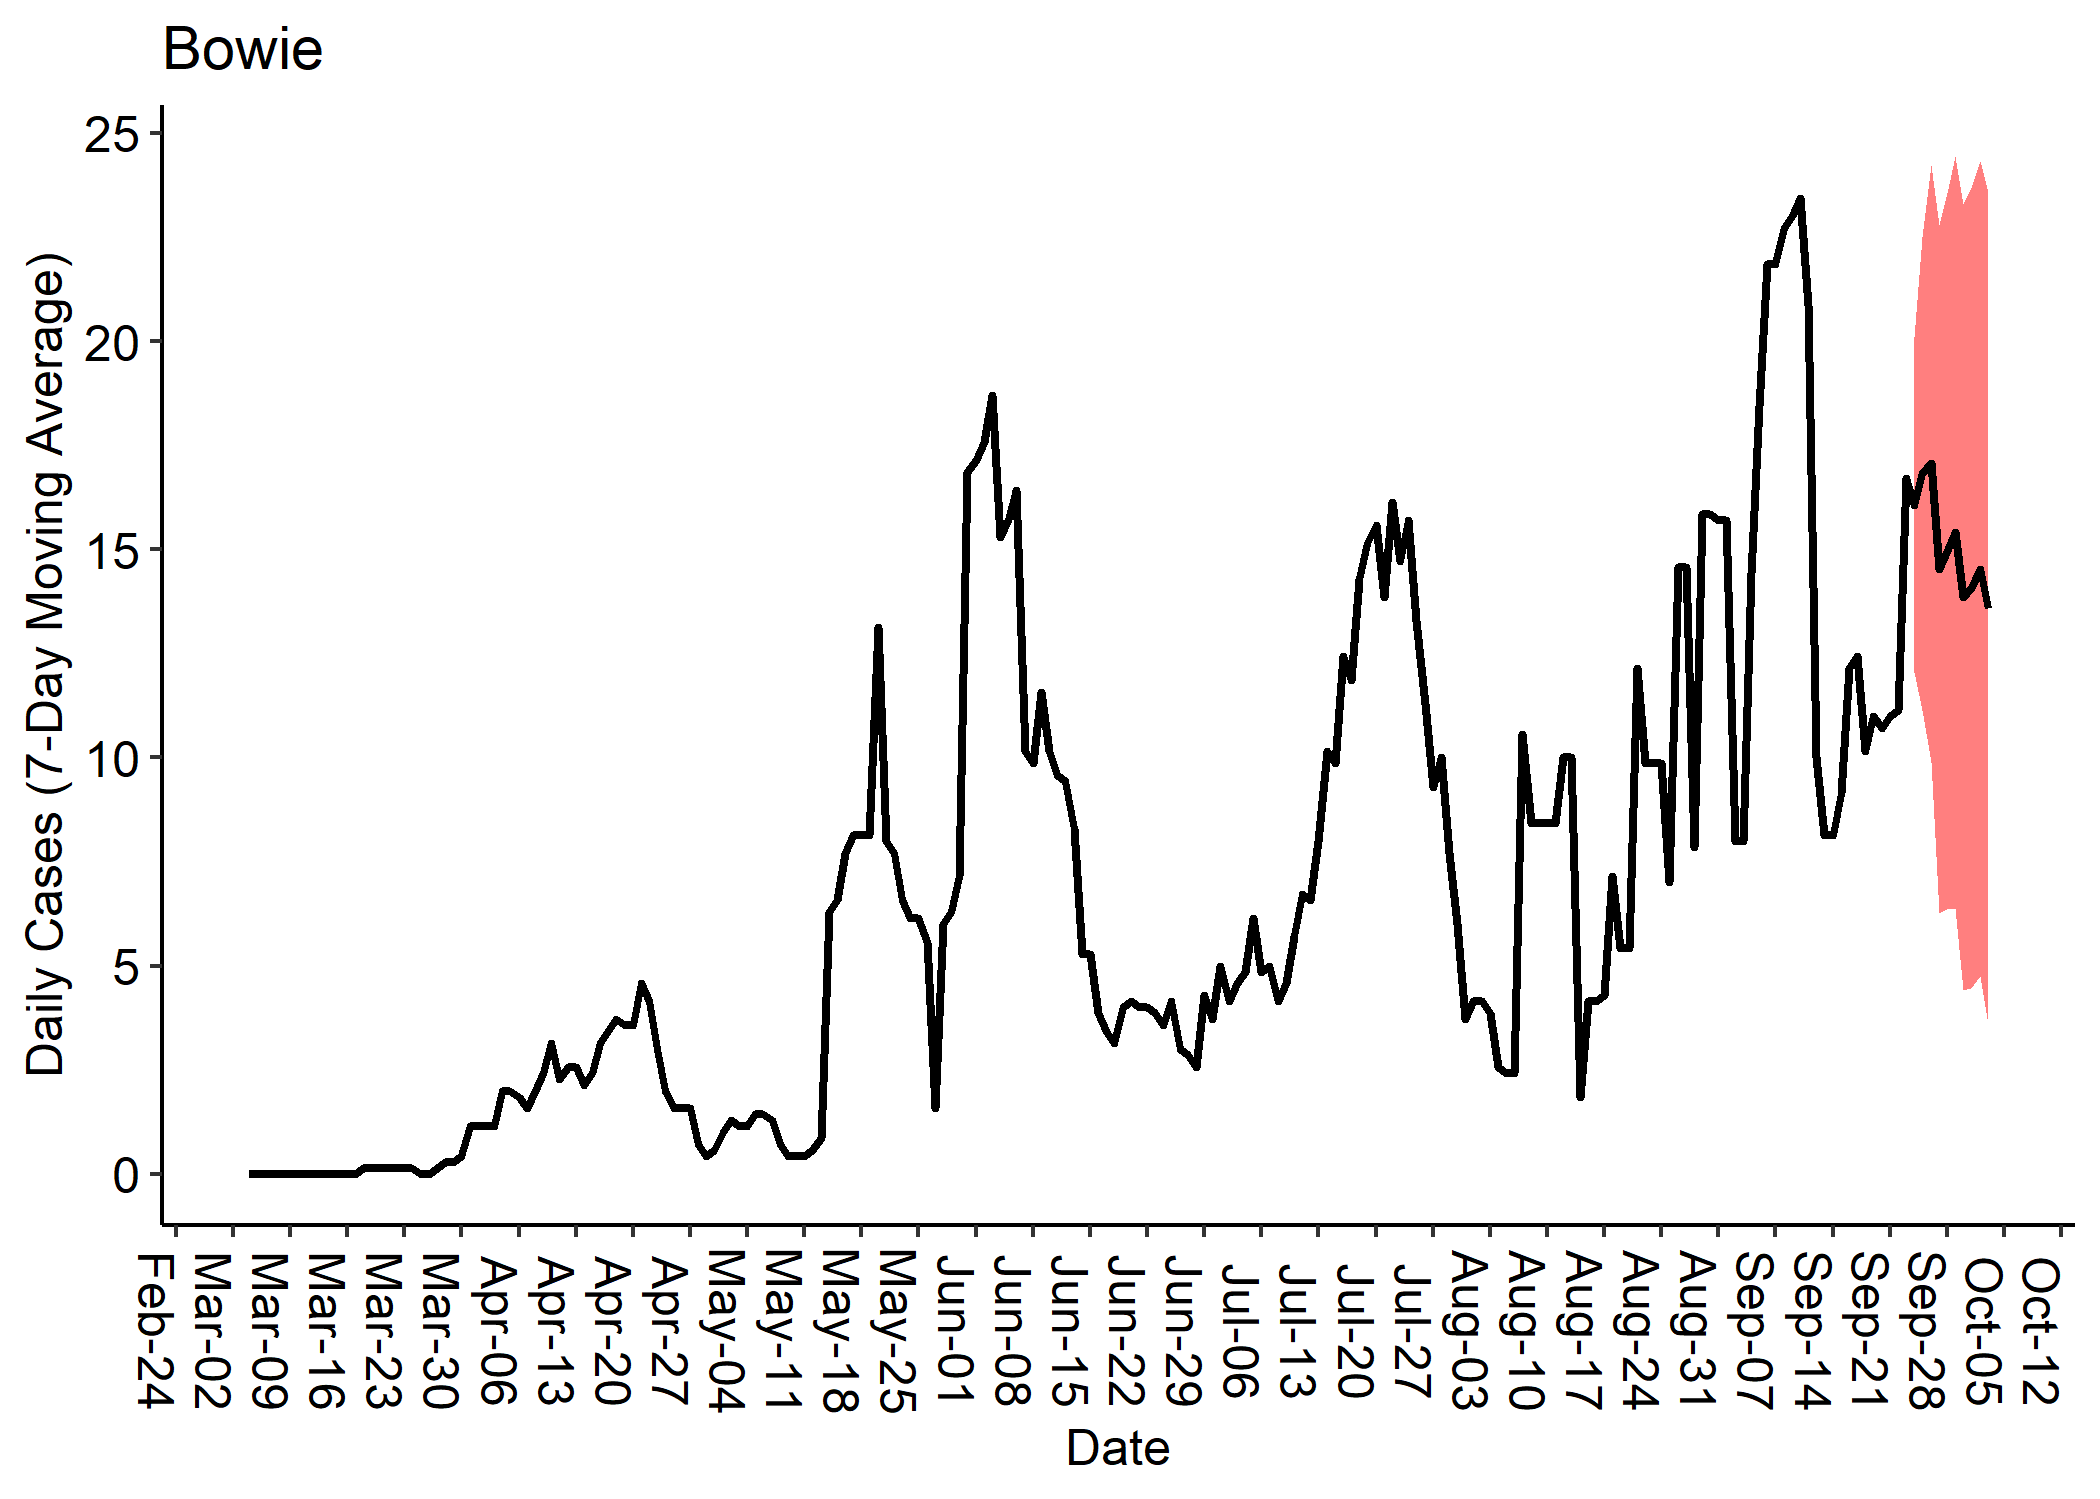 Bowie
Daily Cases (7-Day Moving Average)
25
20
15
10
5
0
Feb-24
Mar-02
Mar-09
Mar-16
Mar-23
Mar-30
Apr-06
Apr-13
Apr-20
Apr-27
May-04
May-11
May-18
May-25
Jun-01
Jun-08
Jun-15
Jun-22
Jun-29
Jul-06
Jul-13
Jul-20
Jul-27
Aug-03
Aug-10
Aug-17
Aug-24
Aug-31
Sep-07
Sep-14
Sep-21
Sep-28
Oct-05
Oct-12
Date